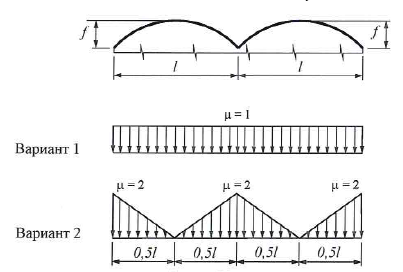 f f
l l
μ = 1
Вариант 1
μ = 2 μ = 2 μ = 2
Вариант 2
0,5l 0,5l 0,5l 0,5l